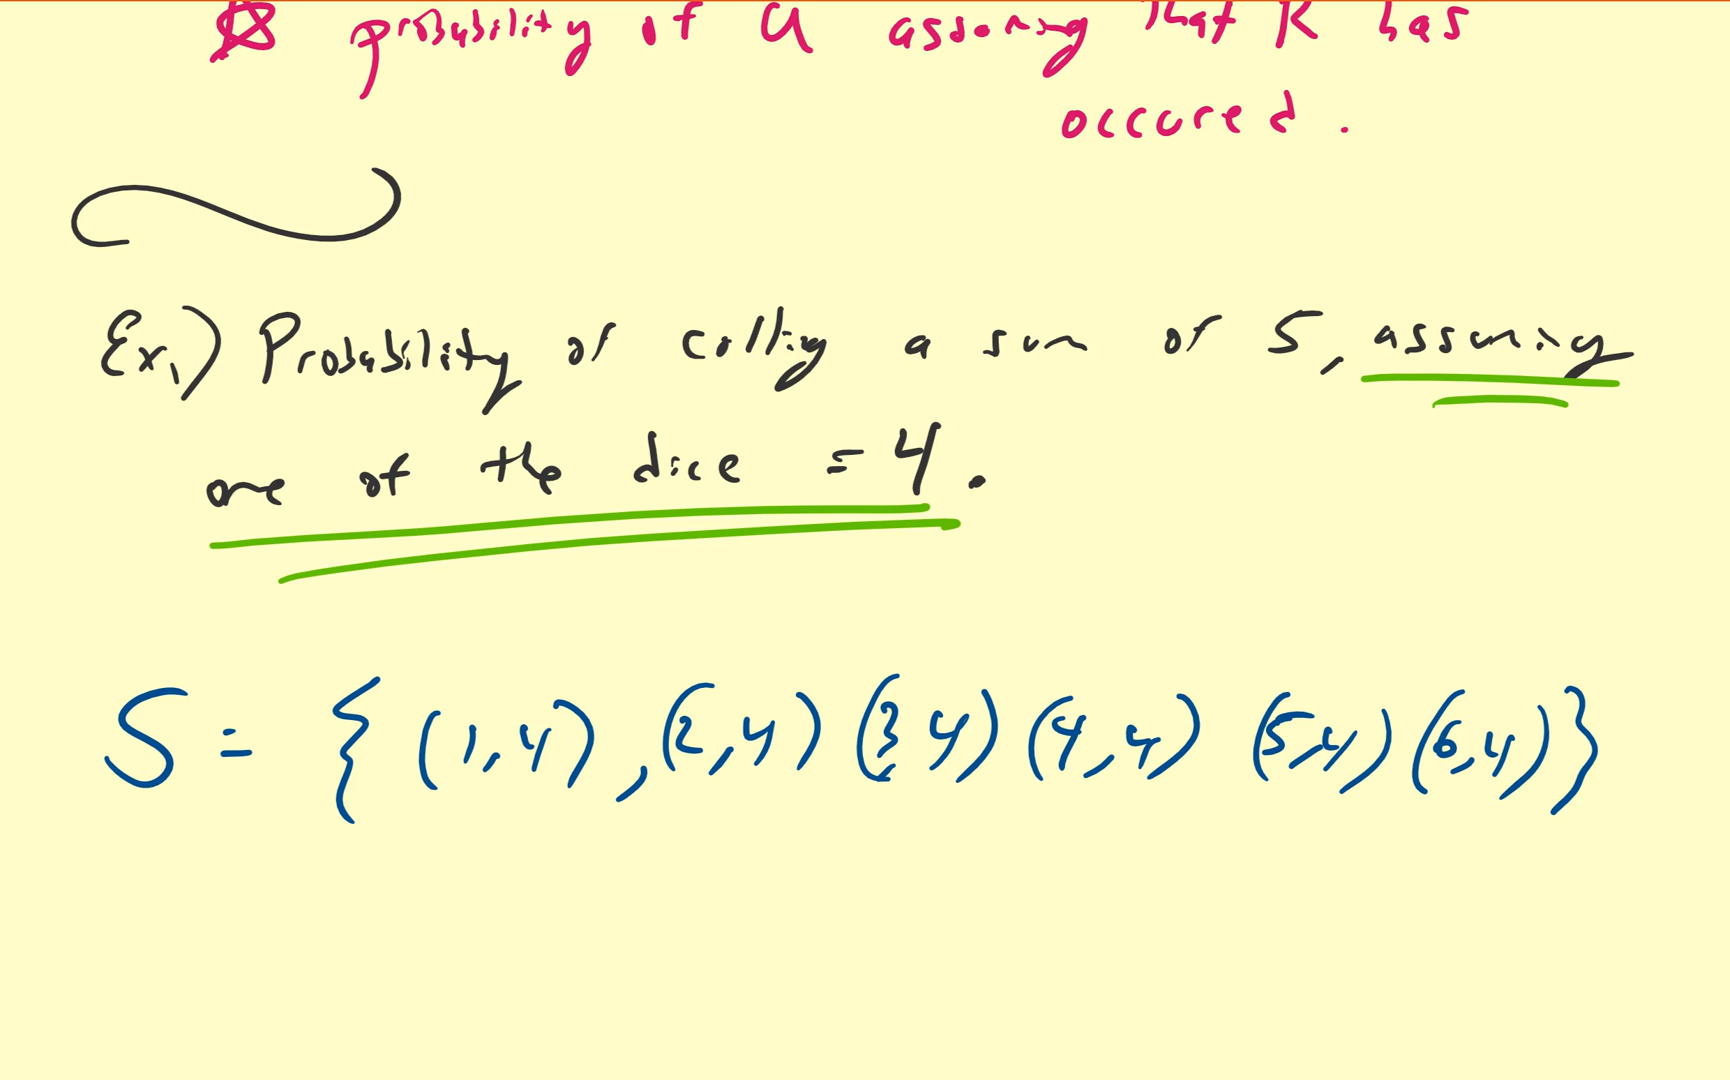 probability of U assuming that R has
occured.
Ex,) Probability of rolling a sum of 5, assuming
one of the dice = 4.
S = { (1,4), (2,4) (3,4) (4,4) (5,4) (6,4) }